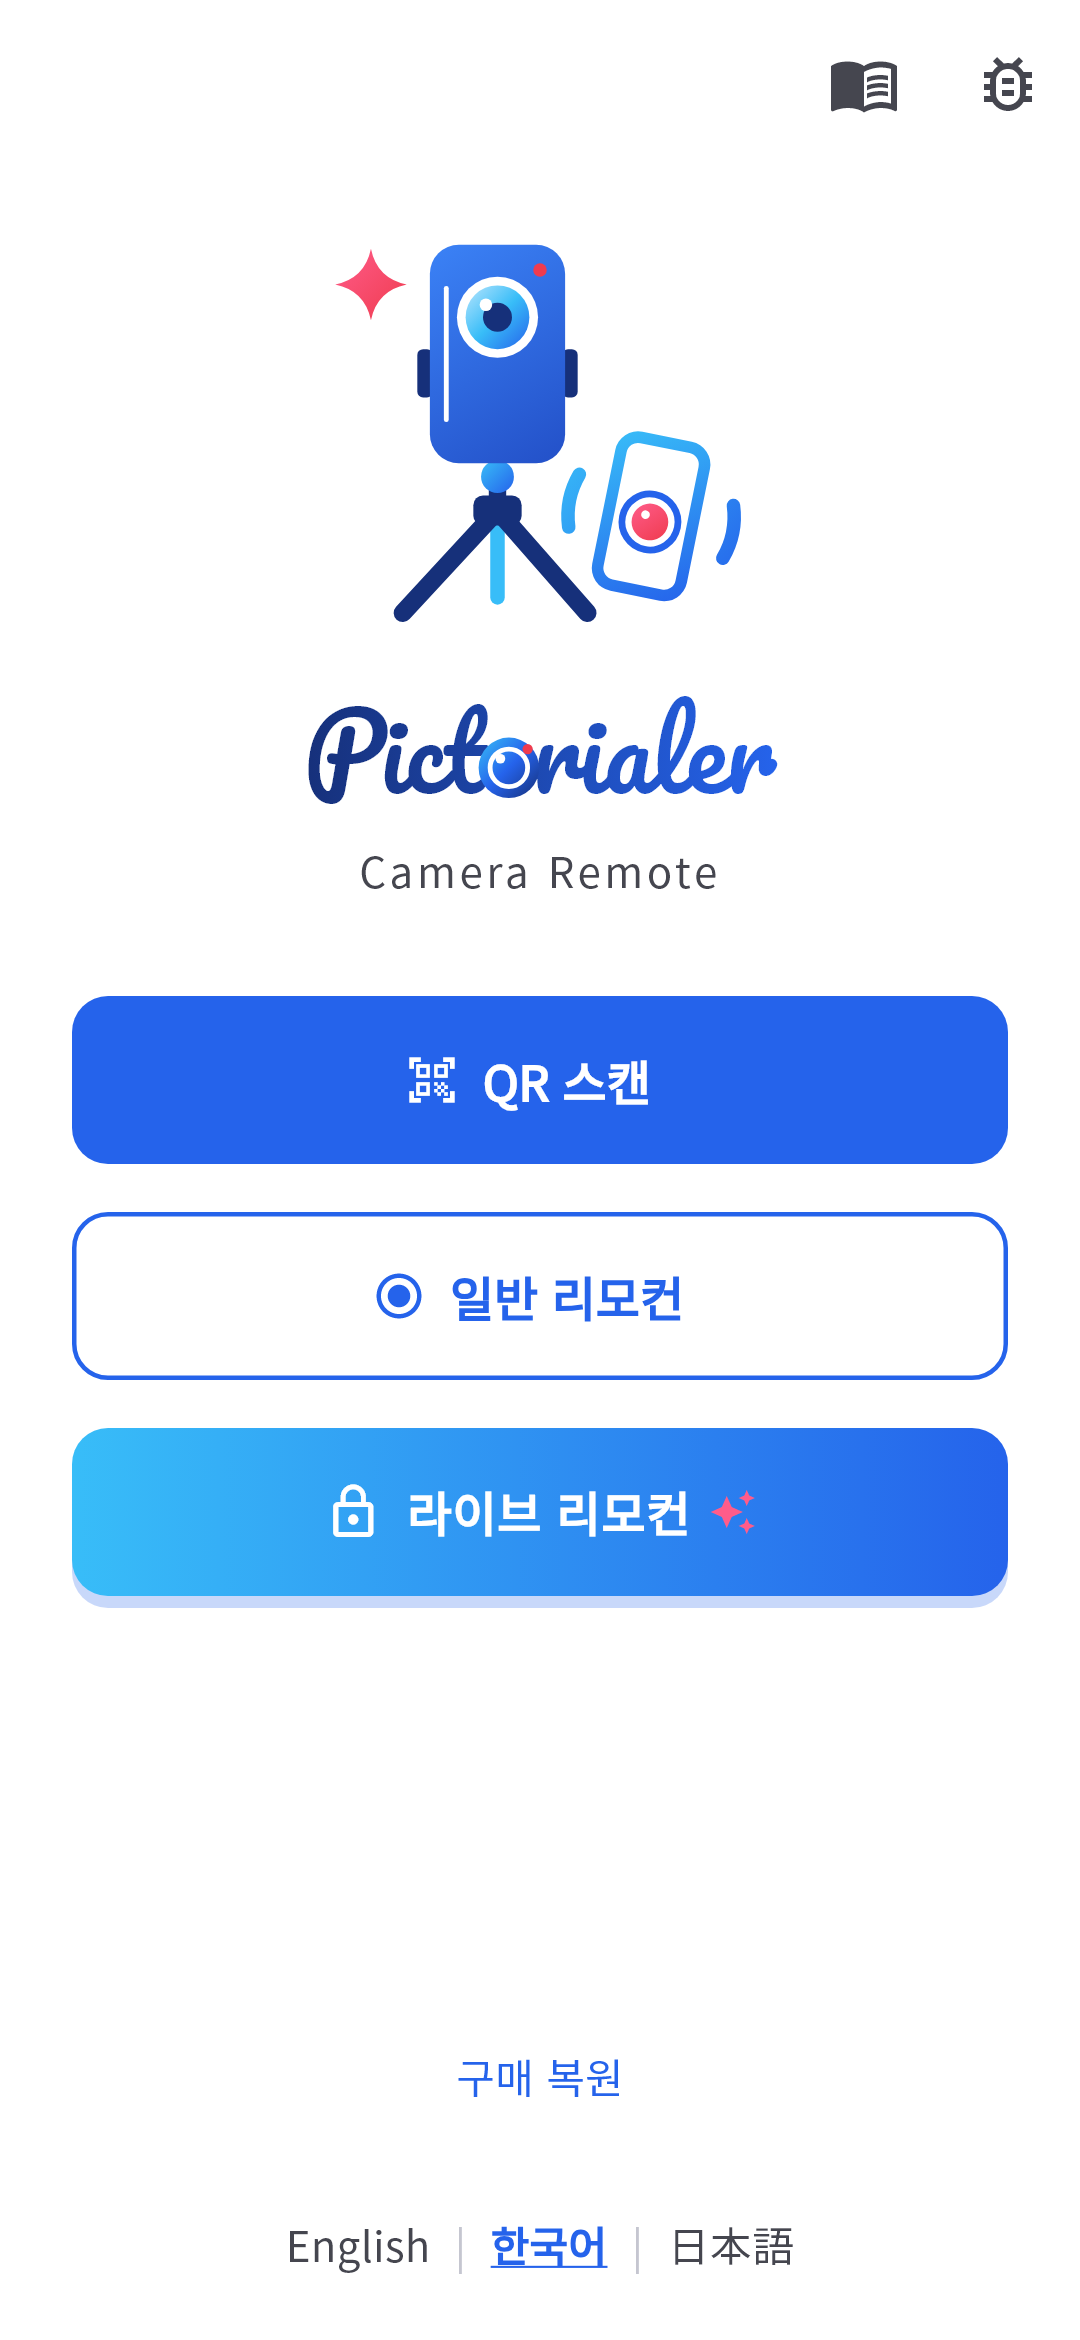 Pictorialer
Camera Remote
QR 스캔
일반 리모컨
라이브 리모컨
구매 복원
English | 한국어 | 日本語